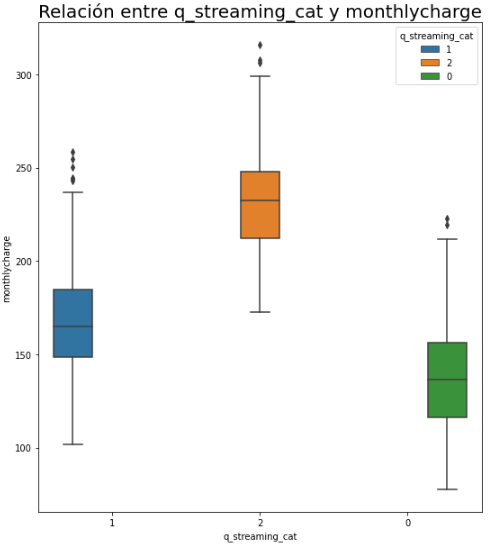 Relación entre q_streaming_cat y monthlycharge
q_streaming_cat
1
2
0
300
250
200
150
100
monthlycharge
1 2 0
q_streaming_cat